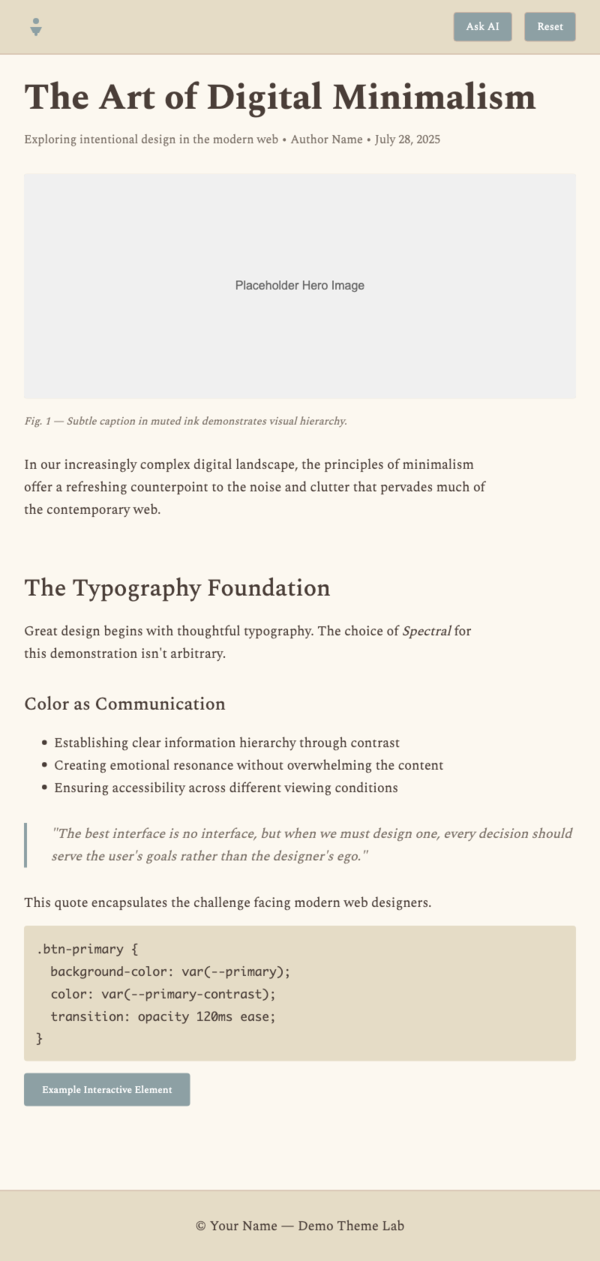 Ask AI
Reset
The Art of Digital Minimalism
Exploring intentional design in the modern web • Author Name • July 28, 2025
Placeholder Hero Image
Fig. 1 — Subtle caption in muted ink demonstrates visual hierarchy.
In our increasingly complex digital landscape, the principles of minimalism
offer a refreshing counterpoint to the noise and clutter that pervades much of
the contemporary web.
The Typography Foundation
Great design begins with thoughtful typography. The choice of Spectral for
this demonstration isn't arbitrary.
Color as Communication
• Establishing clear information hierarchy through contrast
• Creating emotional resonance without overwhelming the content
• Ensuring accessibility across different viewing conditions
"The best interface is no interface, but when we must design one, every decision should
serve the user's goals rather than the designer's ego."
This quote encapsulates the challenge facing modern web designers.
.btn-primary {
  background-color: var(--primary);
  color: var(--primary-contrast);
  transition: opacity 120ms ease;
}
Example Interactive Element
© Your Name — Demo Theme Lab